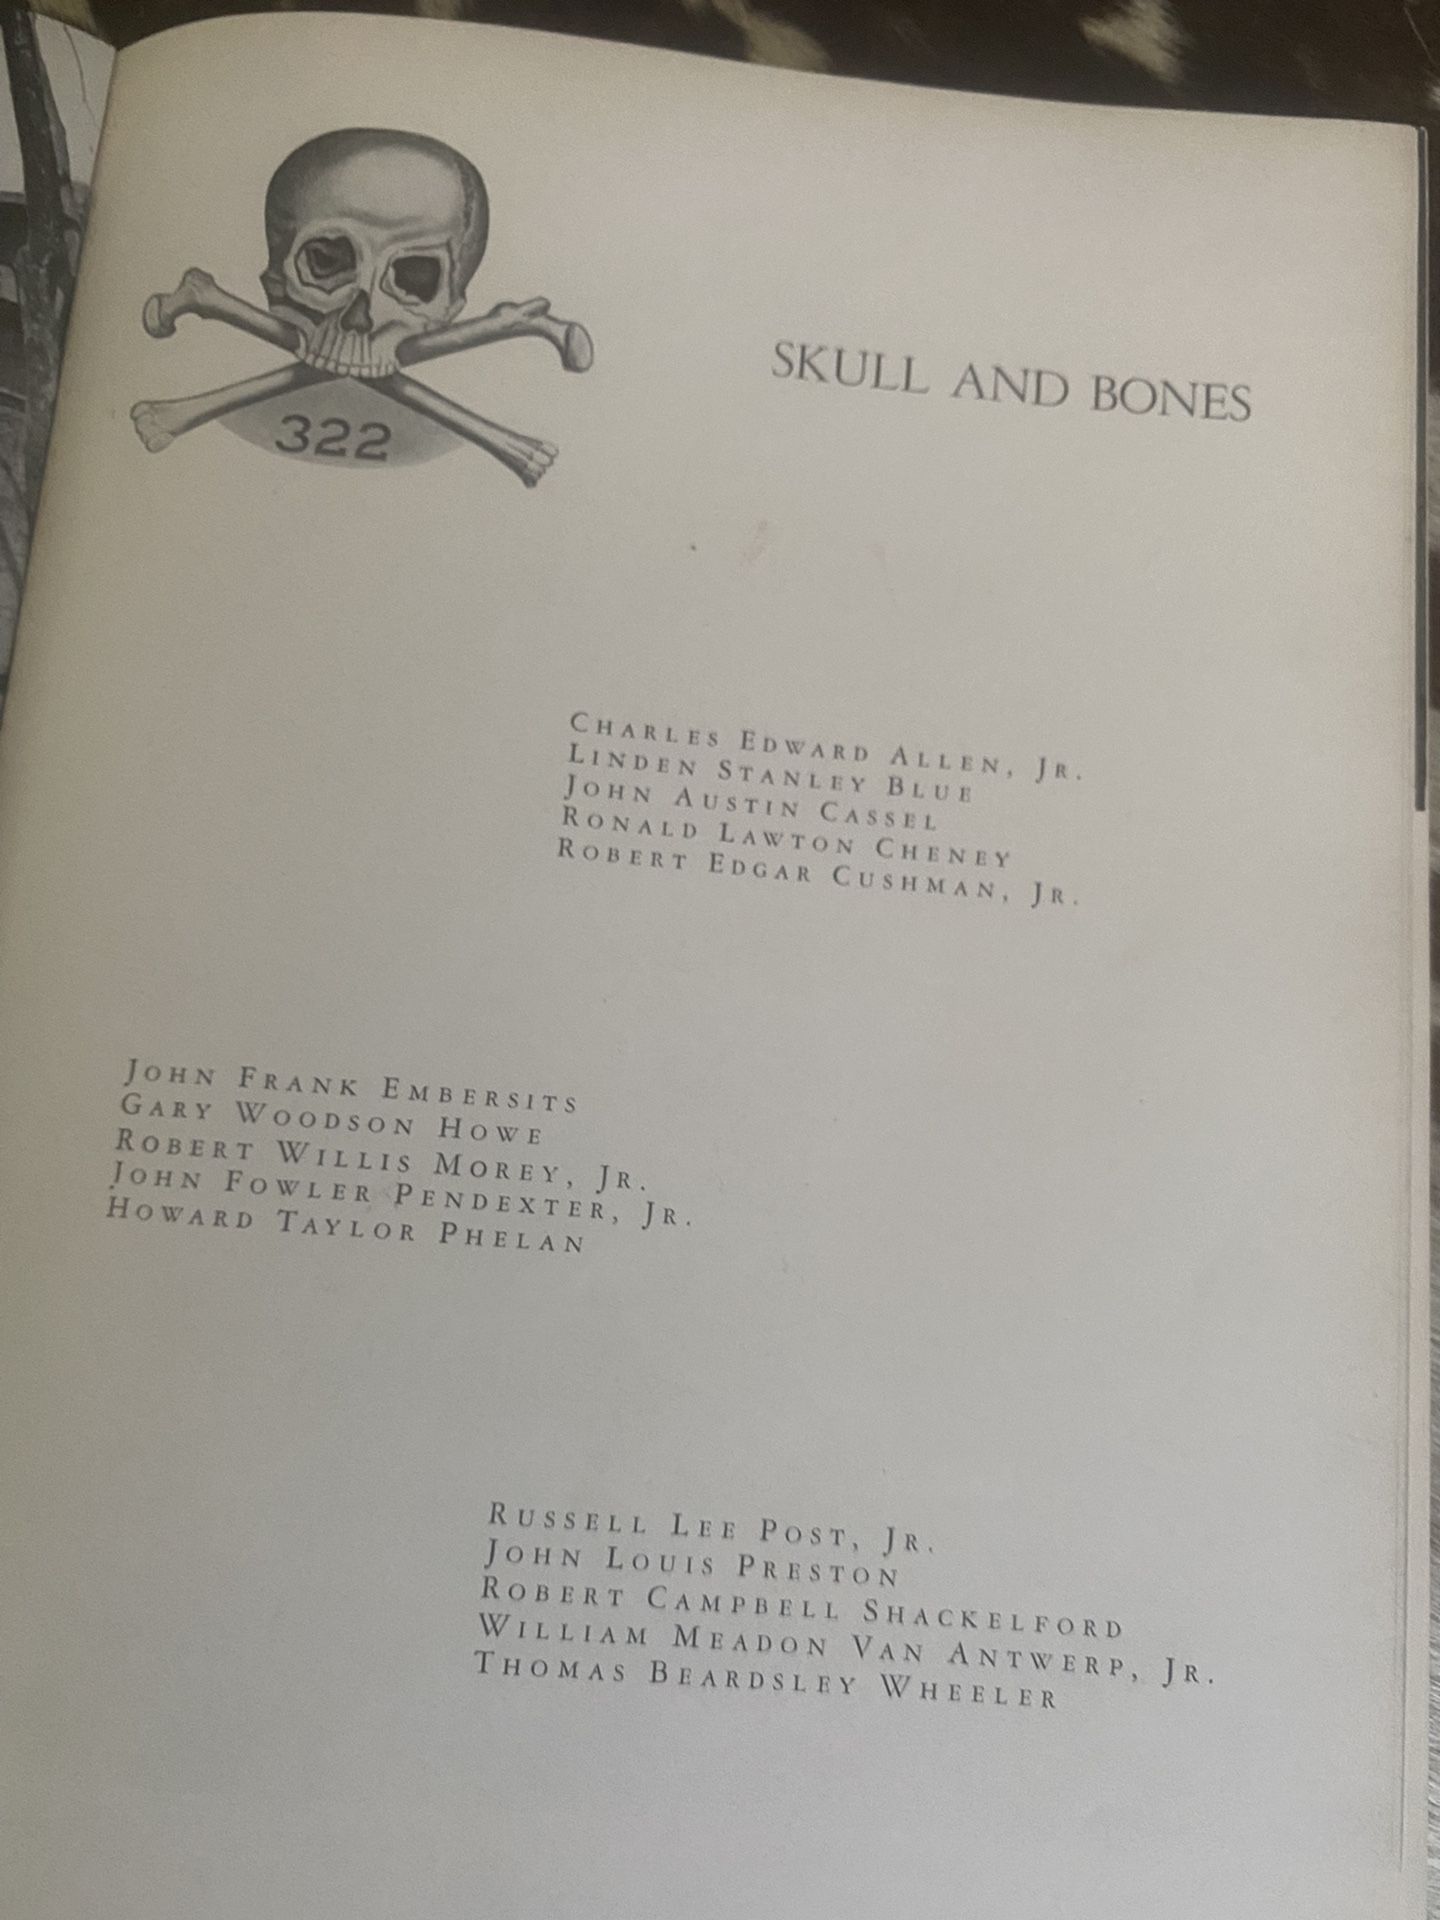 322
SKULL AND BONES
CHARLES EDWARD ALLEN, JR.
LINDEN STANLEY BLUE
JOHN AUSTIN CASSEL
RONALD LAWTON CHENEY
ROBERT EDGAR CUSHMAN, JR.
JOHN FRANK EMBERSITS
GARY WOODSON HOWE
ROBERT WILLIS MOREY, JR.
JOHN FOWLER PENDEXTER, JR.
HOWARD TAYLOR PHELAN
RUSSELL LEE POST, JR.
JOHN LOUIS PRESTON
ROBERT CAMPBELL SHACKELFORD
WILLIAM MEADON VAN ANTWERP, JR.
THOMAS BEARDSLEY WHEELER